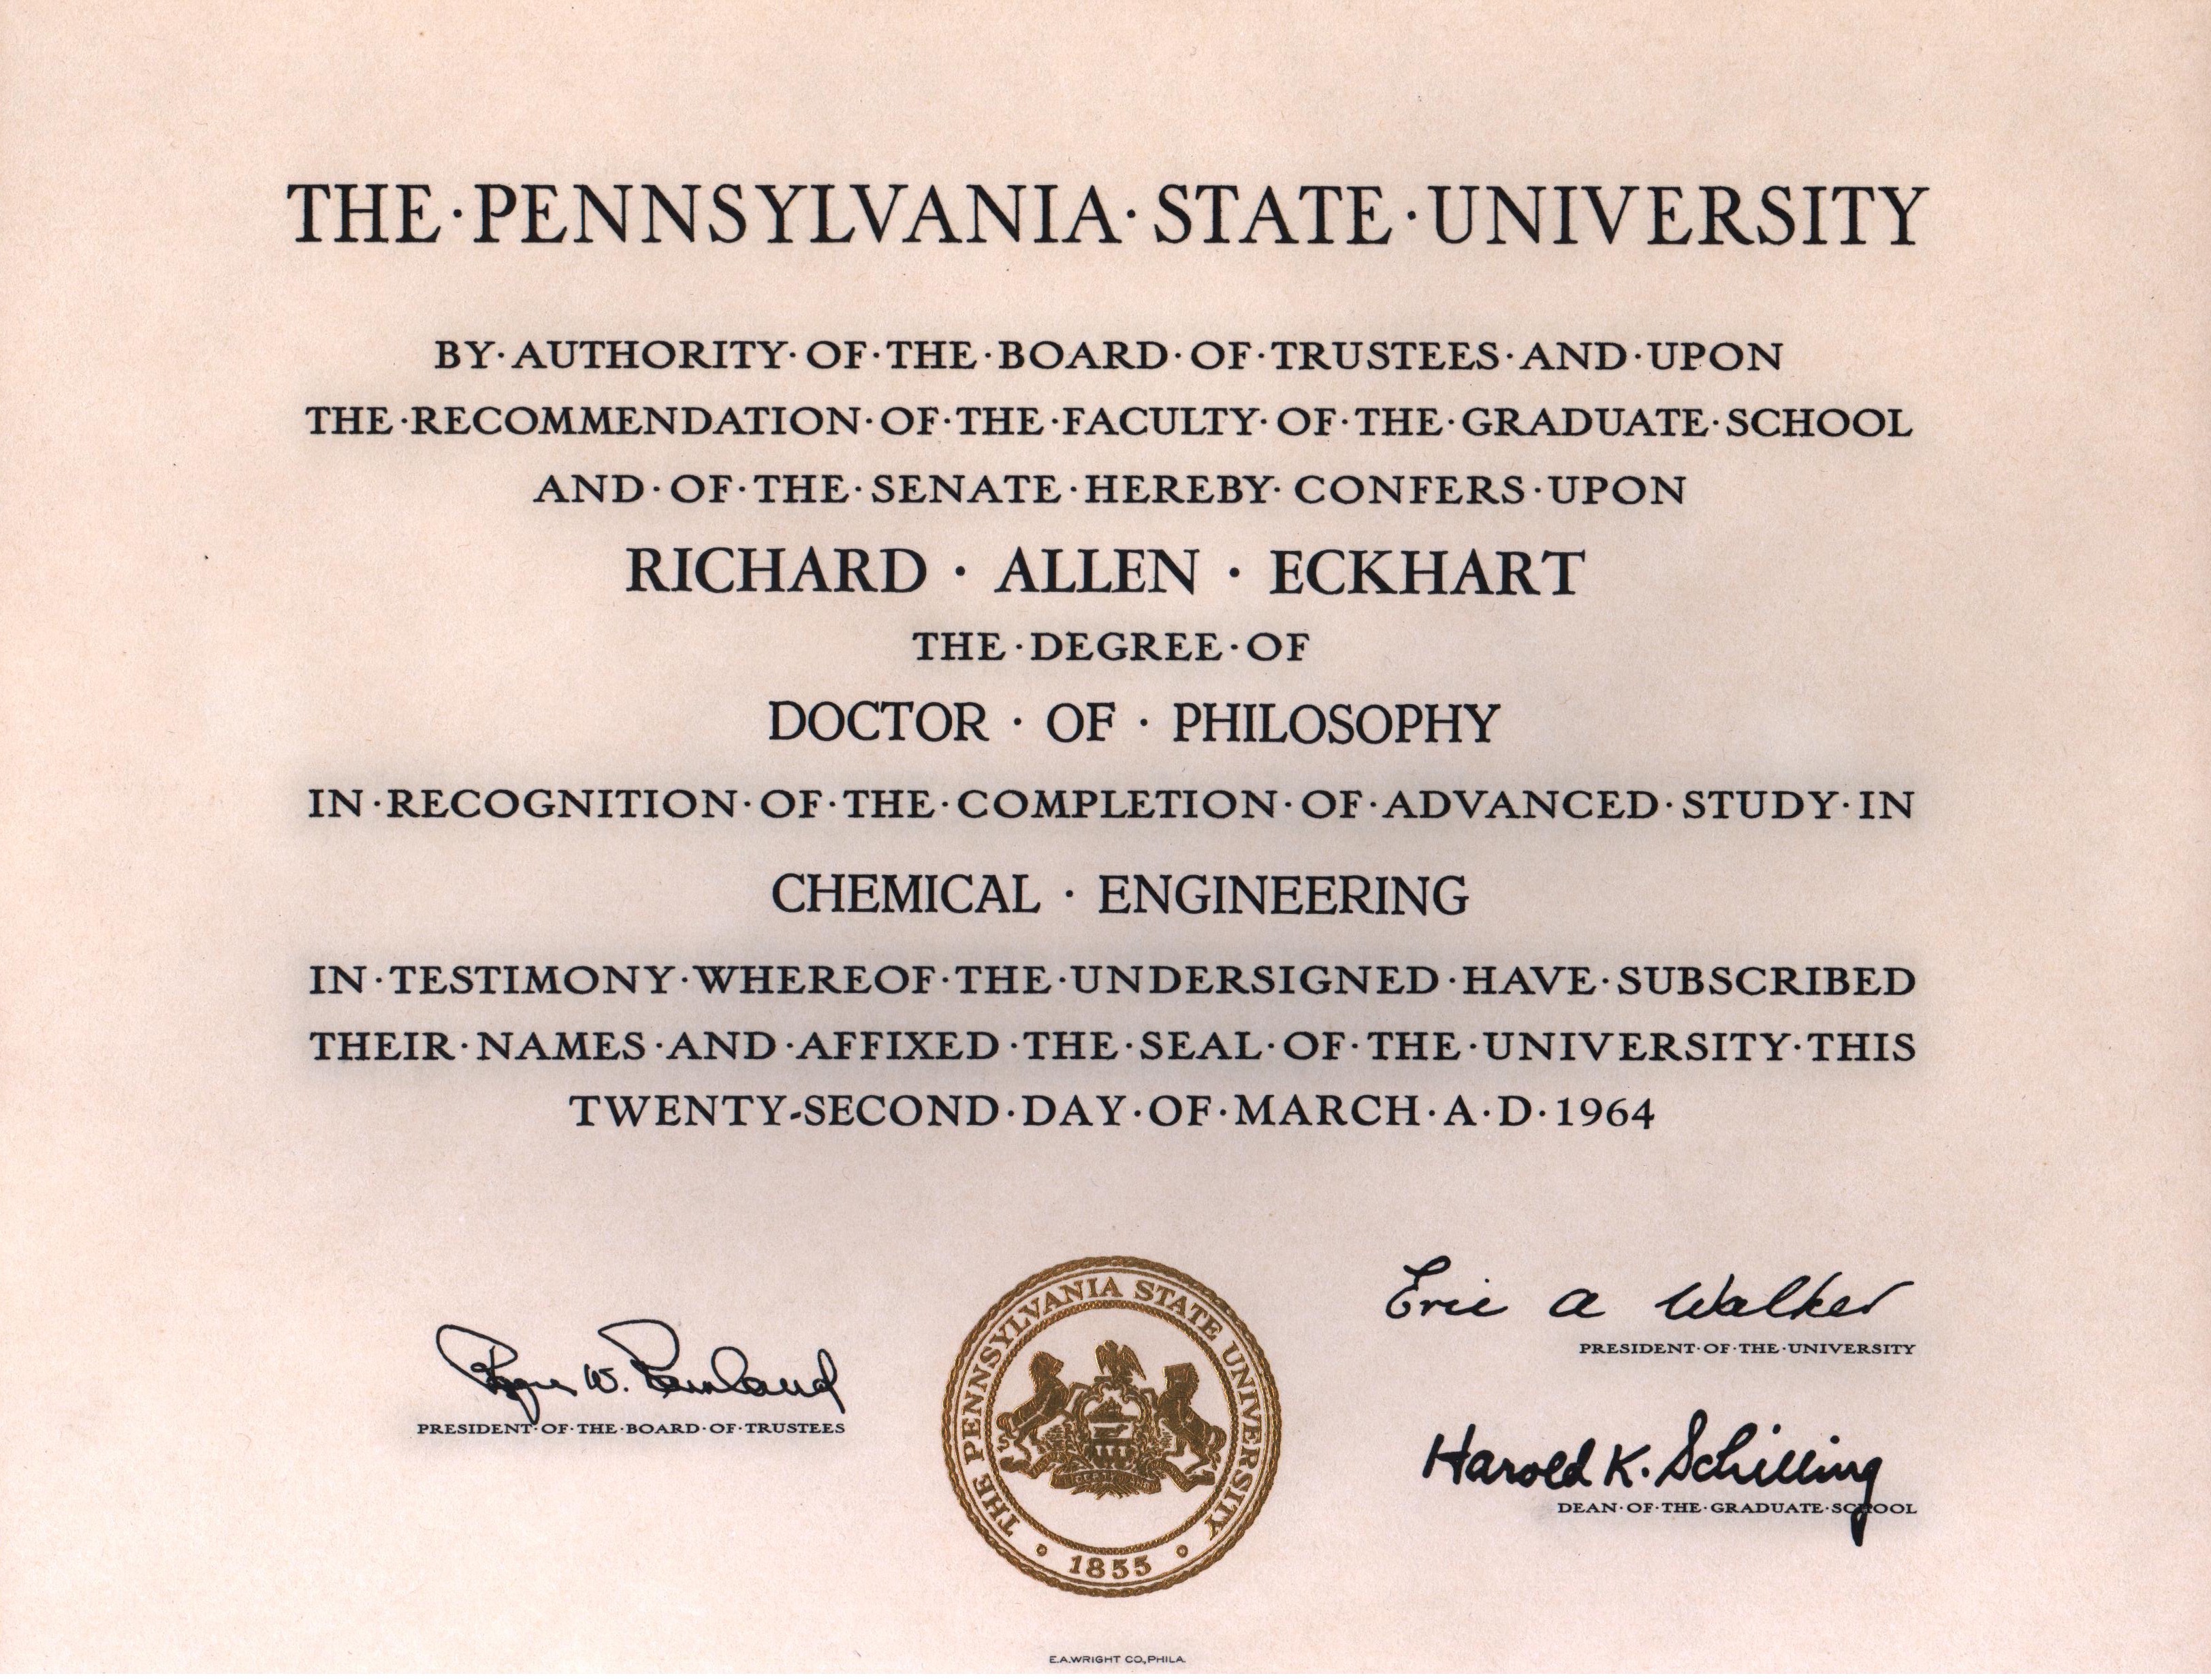 THE·PENNSYLVANIA·STATE·UNIVERSITY
BY·AUTHORITY·OF·THE·BOARD·OF·TRUSTEES·AND·UPON
THE·RECOMMENDATION·OF·THE·FACULTY·OF·THE·GRADUATE·SCHOOL
AND·OF·THE·SENATE·HEREBY·CONFERS·UPON
RICHARD · ALLEN · ECKHART
THE·DEGREE·OF
DOCTOR · OF · PHILOSOPHY
IN·RECOGNITION·OF·THE·COMPLETION·OF·ADVANCED·STUDY·IN
CHEMICAL · ENGINEERING
IN·TESTIMONY·WHEREOF·THE·UNDERSIGNED·HAVE·SUBSCRIBED
THEIR·NAMES·AND·AFFIXED·THE·SEAL·OF·THE·UNIVERSITY·THIS
TWENTY-SECOND·DAY·OF·MARCH·A·D·1964
W.
PRESIDENT·OF·THE·BOARD·OF·TRUSTEES
THE PENNSYLVANIA STATE UNIVERSITY
• 1855 •
Eric a Walker
PRESIDENT·OF·THE·UNIVERSITY
Harold K. Schilling
DEAN·OF·THE·GRADUATE·SCHOOL
E.A.WRIGHT CO., PHILA.